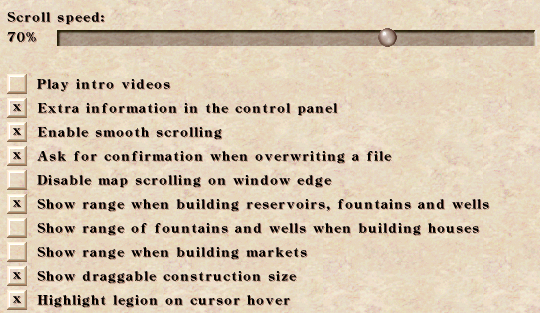 Scroll speed:
70%
Play intro videos
x Extra information in the control panel
x Enable smooth scrolling
x Ask for confirmation when overwriting a file
Disable map scrolling on window edge
x Show range when building reservoirs, fountains and wells
Show range of fountains and wells when building houses
Show range when building markets
x Show draggable construction size
x Highlight legion on cursor hover